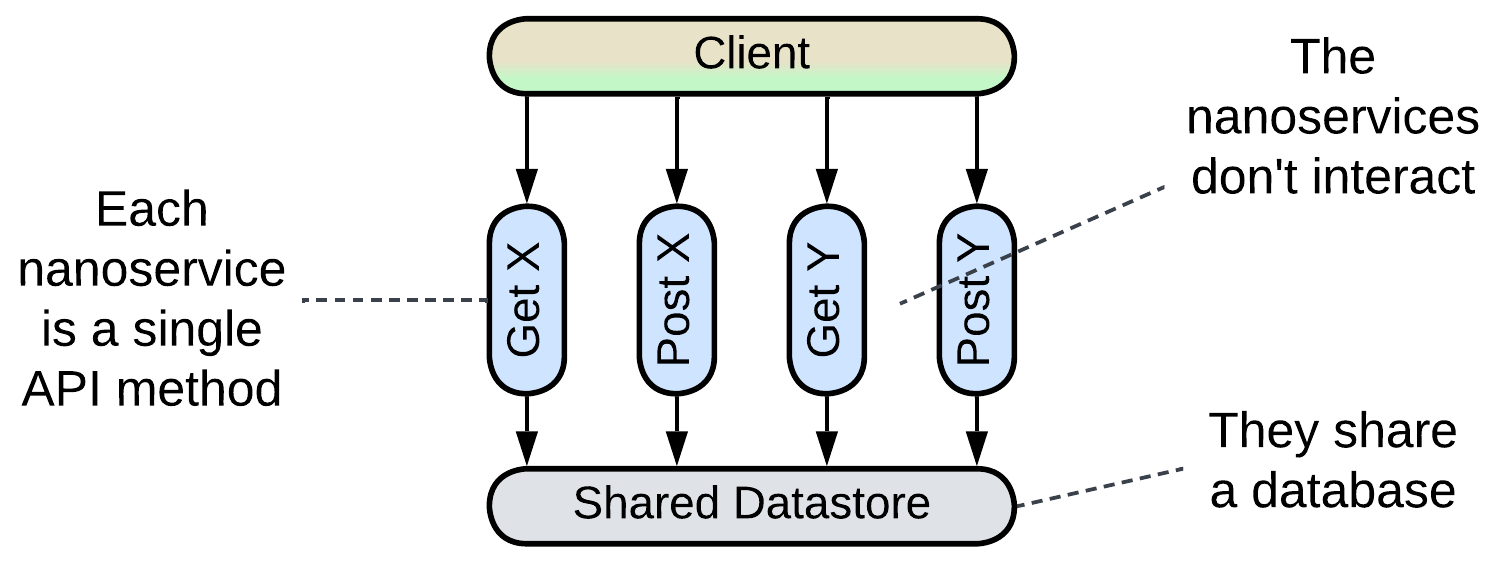 Client
The
nanoservices
don't interact
Each
nanoservice
is a single
API method
Get X
Post X
Get Y
Post Y
They share
a database
Shared Datastore